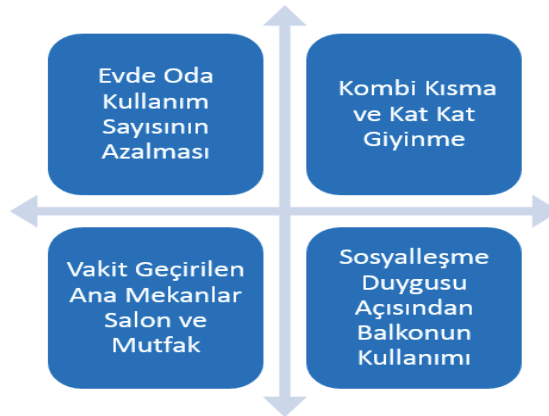 Evde Oda
Kullanım
Sayısının
Azalması
Kombi Kısma
ve Kat Kat
Giyinme
Vakit Geçirilen
Ana Mekanlar
Salon ve
Mutfak
Sosyalleşme
Duygusu
Açısından
Balkonun
Kullanımı